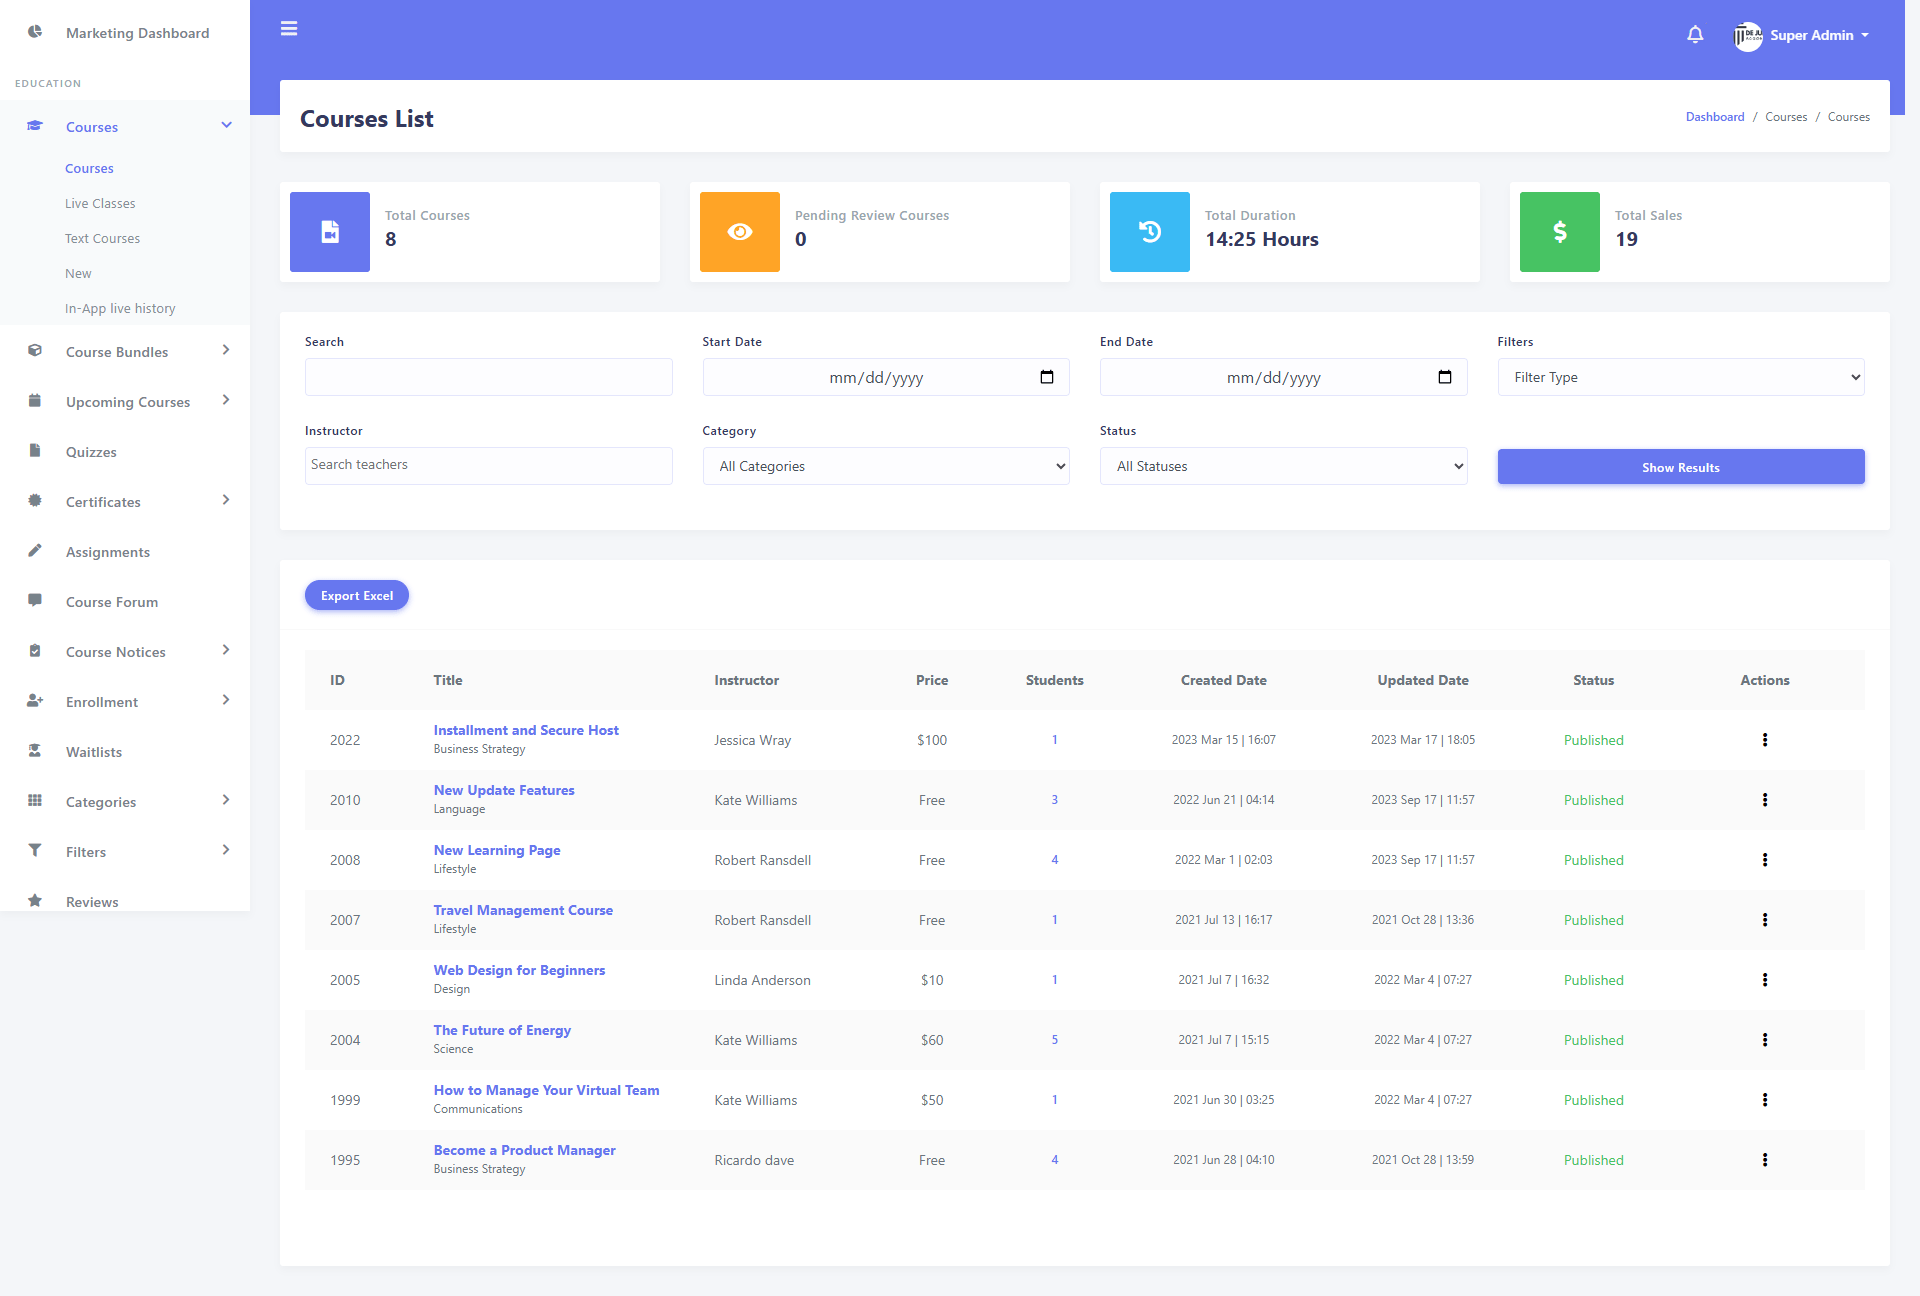 Marketing Dashboard
EDUCATION
Courses
Courses
Live Classes
Text Courses
New
In-App live history
Course Bundles
Upcoming Courses
Quizzes
Certificates
Assignments
Course Forum
Course Notices
Enrollment
Waitlists
Categories
Filters
Reviews
Super Admin
Courses List
Dashboard / Courses / Courses
Total Courses
8
Pending Review Courses
0
Total Duration
14:25 Hours
Total Sales
19
Search
Start Date
End Date
Filters
mm/dd/yyyy
mm/dd/yyyy
Filter Type
Instructor
Category
Status
Search teachers
All Categories
All Statuses
Show Results
Export Excel
ID Title Instructor Price Students Created Date Updated Date Status Actions
2022 Installment and Secure Host Jessica Wray $100 1 2023 Mar 15 | 16:07 2023 Mar 17 | 18:05 Published
Business Strategy
2010 New Update Features Kate Williams Free 3 2022 Jun 21 | 04:14 2023 Sep 17 | 11:57 Published
Language
2008 New Learning Page Robert Ransdell Free 4 2022 Mar 1 | 02:03 2023 Sep 17 | 11:57 Published
Lifestyle
2007 Travel Management Course Robert Ransdell Free 1 2021 Jul 13 | 16:17 2021 Oct 28 | 13:36 Published
Lifestyle
2005 Web Design for Beginners Linda Anderson $10 1 2021 Jul 7 | 16:32 2022 Mar 4 | 07:27 Published
Design
2004 The Future of Energy Kate Williams $60 5 2021 Jul 7 | 15:15 2022 Mar 4 | 07:27 Published
Science
1999 How to Manage Your Virtual Team Kate Williams $50 1 2021 Jun 30 | 03:25 2022 Mar 4 | 07:27 Published
Communications
1995 Become a Product Manager Ricardo dave Free 4 2021 Jun 28 | 04:10 2021 Oct 28 | 13:59 Published
Business Strategy